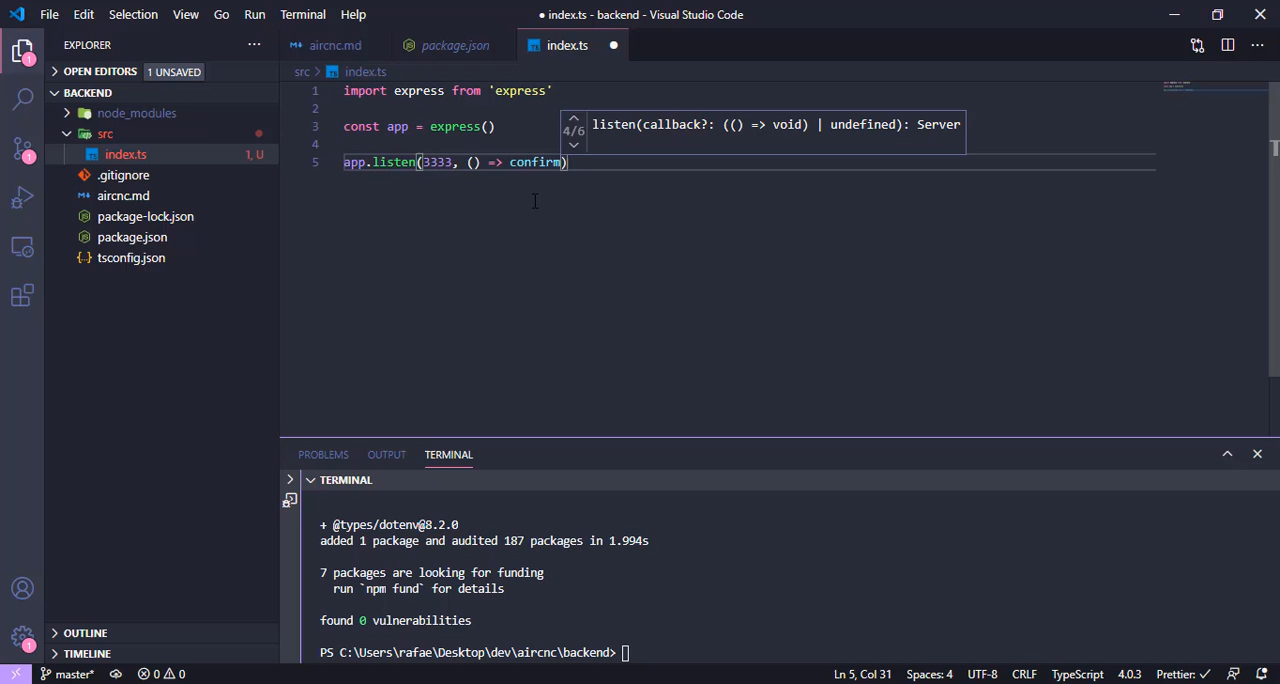 File Edit Selection View Go Run Terminal Help ● index.ts - backend - Visual Studio Code
EXPLORER ···
aircnc.md package.json TS index.ts ●
OPEN EDITORS 1 UNSAVED
src > TS index.ts
BACKEND
node_modules
src
TS index.ts 1, U
.gitignore
aircnc.md
package-lock.json
package.json
tsconfig.json
1 import express from 'express'
2
3 const app = express()
4
5 app.listen(3333, () => confirm)
4/6 listen(callback?: (() => void) | undefined): Server
PROBLEMS OUTPUT TERMINAL
TERMINAL
+ @types/dotenv@8.2.0
added 1 package and audited 187 packages in 1.994s
7 packages are looking for funding
run `npm fund` for details
found 0 vulnerabilities
PS C:\Users\rafae\Desktop\dev\aircnc\backend>
OUTLINE
TIMELINE
1
1
1
master* 0 0 Ln 5, Col 31 Spaces: 4 UTF-8 CRLF TypeScript 4.0.3 Prettier: ✓